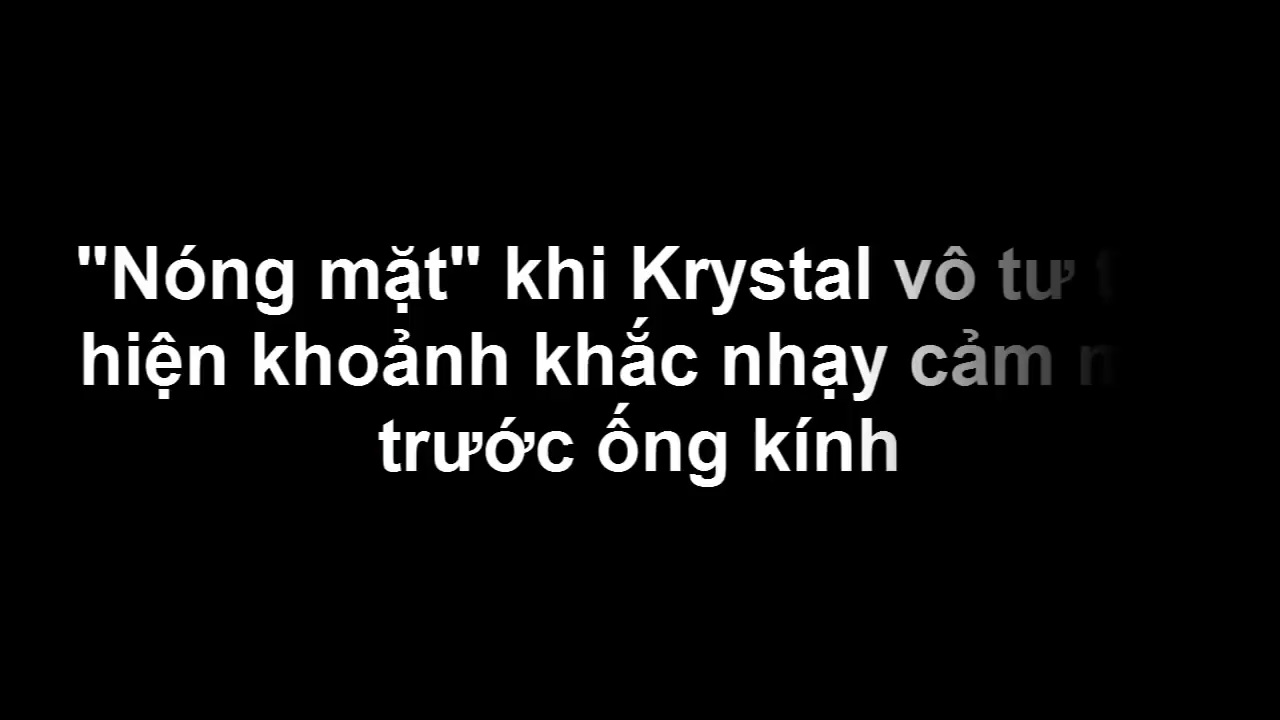 "Nóng mặt" khi Krystal vô tư
hiện khoảnh khắc nhạy cảm
trước ống kính